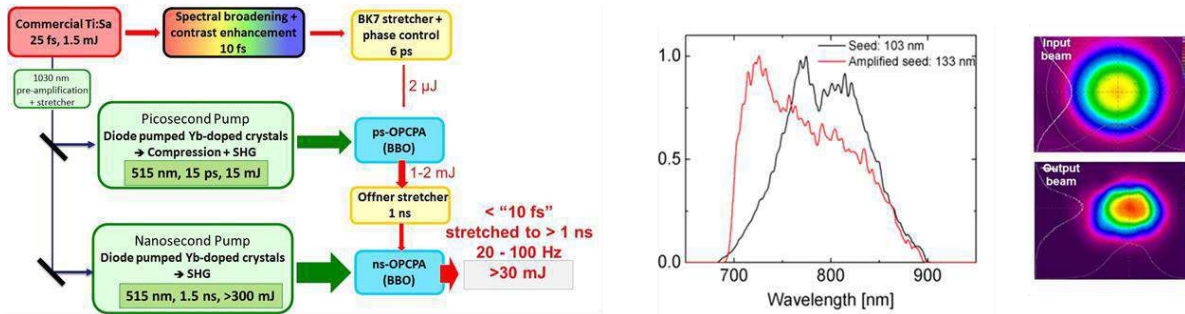 Commercial Ti:Sa
25 fs, 1.5 mJ
Spectral broadening +
contrast enhancement
10 fs
BK7 stretcher +
phase control
6 ps
1030 nm
pre-amplification
+ stretcher
2 µJ
Picosecond Pump
Diode pumped Yb-doped crystals
➔ Compression + SHG
515 nm, 15 ps, 15 mJ
ps-OPCPA
(BBO)
1-2 mJ
Offner stretcher
1 ns
Nanosecond Pump
Diode pumped Yb-doped crystals
➔ SHG
515 nm, 1.5 ns, >300 mJ
ns-OPCPA
(BBO)
< “10 fs”
stretched to > 1 ns
20 - 100 Hz
>30 mJ
Seed: 103 nm
Amplified seed: 133 nm
1.0
0.5
0.0
700
800
900
Wavelength [nm]
Input
beam
Output
beam